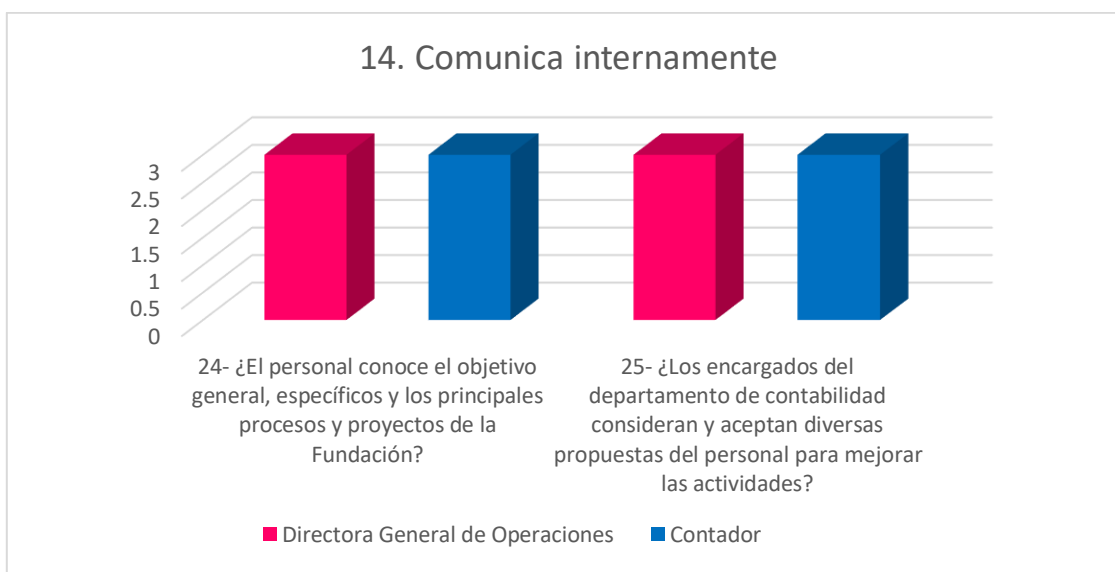 14. Comunica internamente
3
2.5
2
1.5
1
0.5
0
24- ¿El personal conoce el objetivo
general, específicos y los principales
procesos y proyectos de la
Fundación?
25- ¿Los encargados del
departamento de contabilidad
consideran y aceptan diversas
propuestas del personal para mejorar
las actividades?
Directora General de Operaciones
Contador